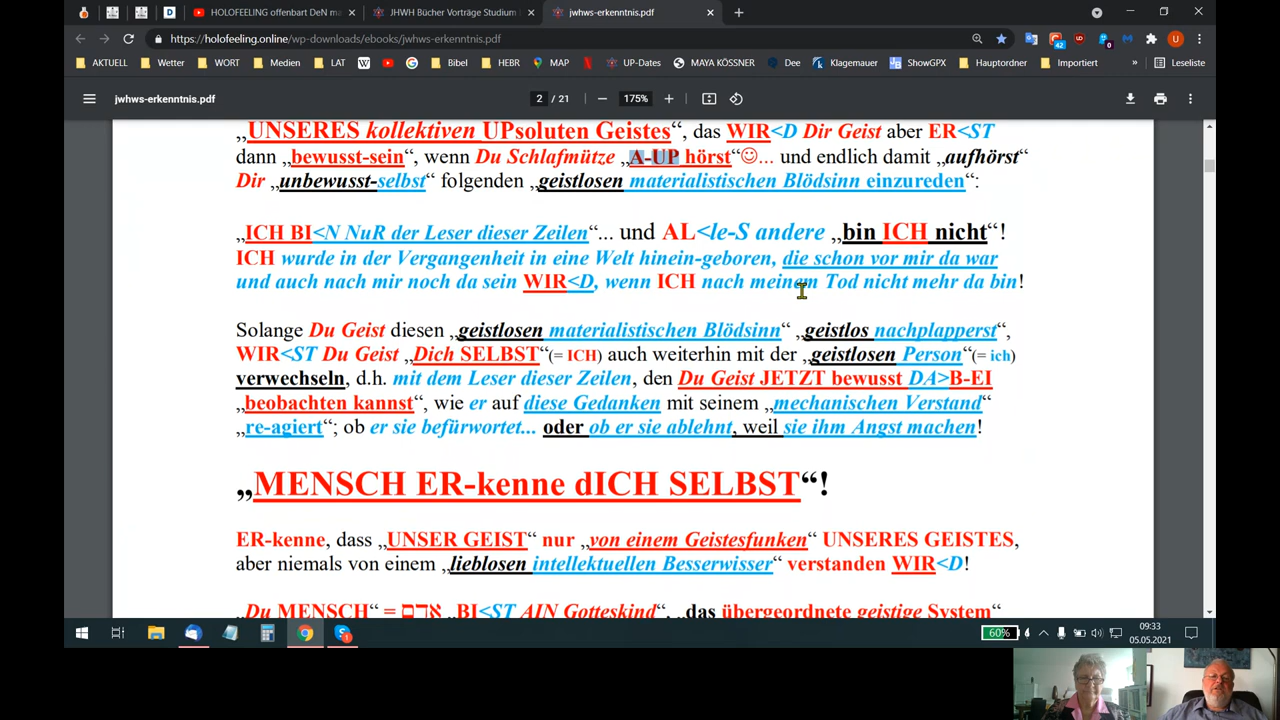 HOLOFEELING offenbart DeN ma
JHWH Bücher Vorträge Studium I
jwhws-erkenntnis.pdf
https://holofeeling.online/wp-downloads/ebooks/jwhws-erkenntnis.pdf
42
0
U
AKTUELL
Wetter
WORT
Medien
LAT
Bibel
HEBR
MAP
UP-Dates
MAYA KÖSSNER
Dee
Klagemauer
ShowGPX
Hauptordner
Importiert
»
Leseliste
jwhws-erkenntnis.pdf
2 / 21
175%
„UNSERES kollektiven UPsoluten Geistes“, das WIR<D Dir Geist aber ER<ST
dann „bewusst-sein“, wenn Du Schlafmütze „A-UP hörst“☺... und endlich damit „aufhörst“
Dir „unbewusst-selbst“ folgenden „geistlosen materialistischen Blödsinn einzureden“:
„ICH BI<N NuR der Leser dieser Zeilen“... und AL<le-S andere „bin ICH nicht“!
ICH wurde in der Vergangenheit in eine Welt hinein-geboren, die schon vor mir da war
und auch nach mir noch da sein WIR<D, wenn ICH nach meinem Tod nicht mehr da bin!
Solange Du Geist diesen „geistlosen materialistischen Blödsinn“ „geistlos nachplapperst“,
WIR<ST Du Geist „Dich SELBST“(= ICH) auch weiterhin mit der „geistlosen Person“(= ich)
verwechseln, d.h. mit dem Leser dieser Zeilen, den Du Geist JETZT bewusst DA>B-EI
„beobachten kannst“, wie er auf diese Gedanken mit seinem „mechanischen Verstand“
„re-agiert“; ob er sie befürwortet... oder ob er sie ablehnt, weil sie ihm Angst machen!
„MENSCH ER-kenne dICH SELBST“!
ER-kenne, dass „UNSER GEIST“ nur „von einem Geistesfunken“ UNSERES GEISTES,
aber niemals von einem „lieblosen intellektuellen Besserwisser“ verstanden WIR<D!
„Du MENSCH“ = אדם „BI<ST AIN Gotteskind“, „das übergeordnete geistige System“
60%
09:33
05.05.2021